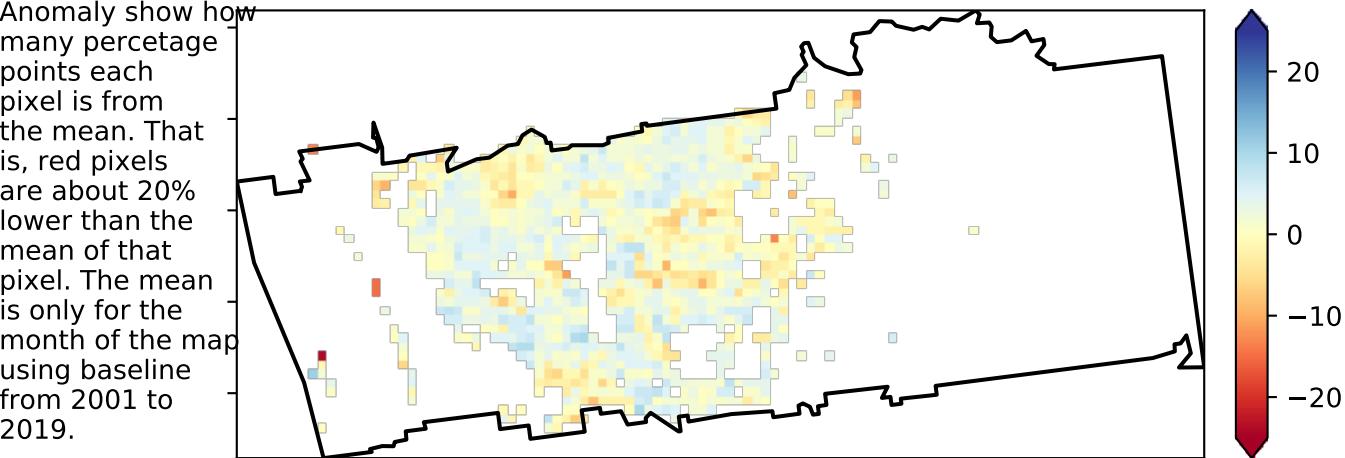 Anomaly show how
many percetage
points each
pixel is from
the mean. That
is, red pixels
are about 20%
lower than the
mean of that
pixel. The mean
is only for the
month of the map
using baseline
from 2001 to
2019.
20
10
0
−10
−20